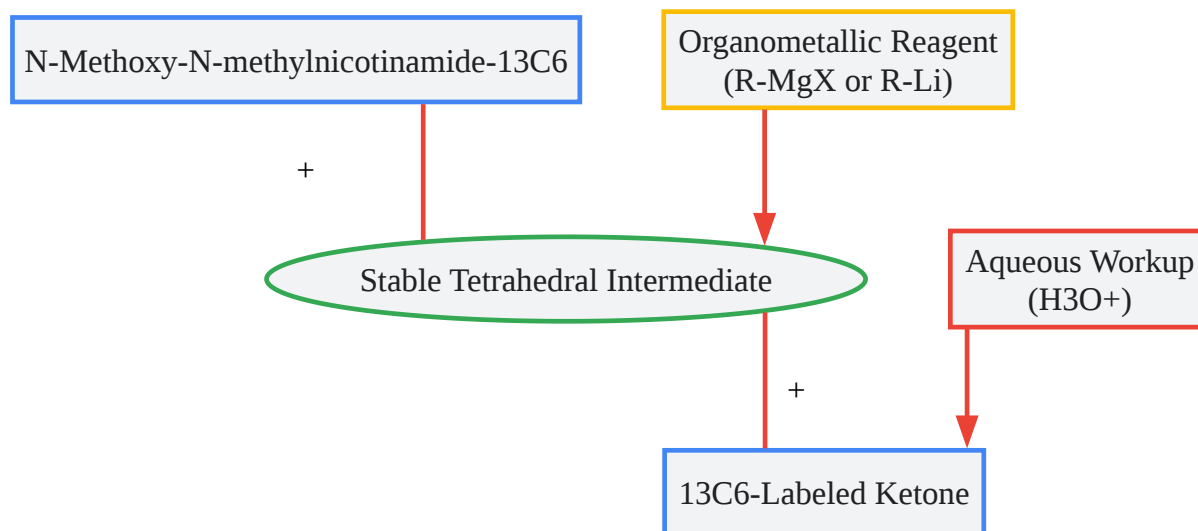 N-Methoxy-N-methylnicotinamide-13C6
Organometallic Reagent
(R-MgX or R-Li)
+
Stable Tetrahedral Intermediate
Aqueous Workup
(H3O+)
+
13C6-Labeled Ketone